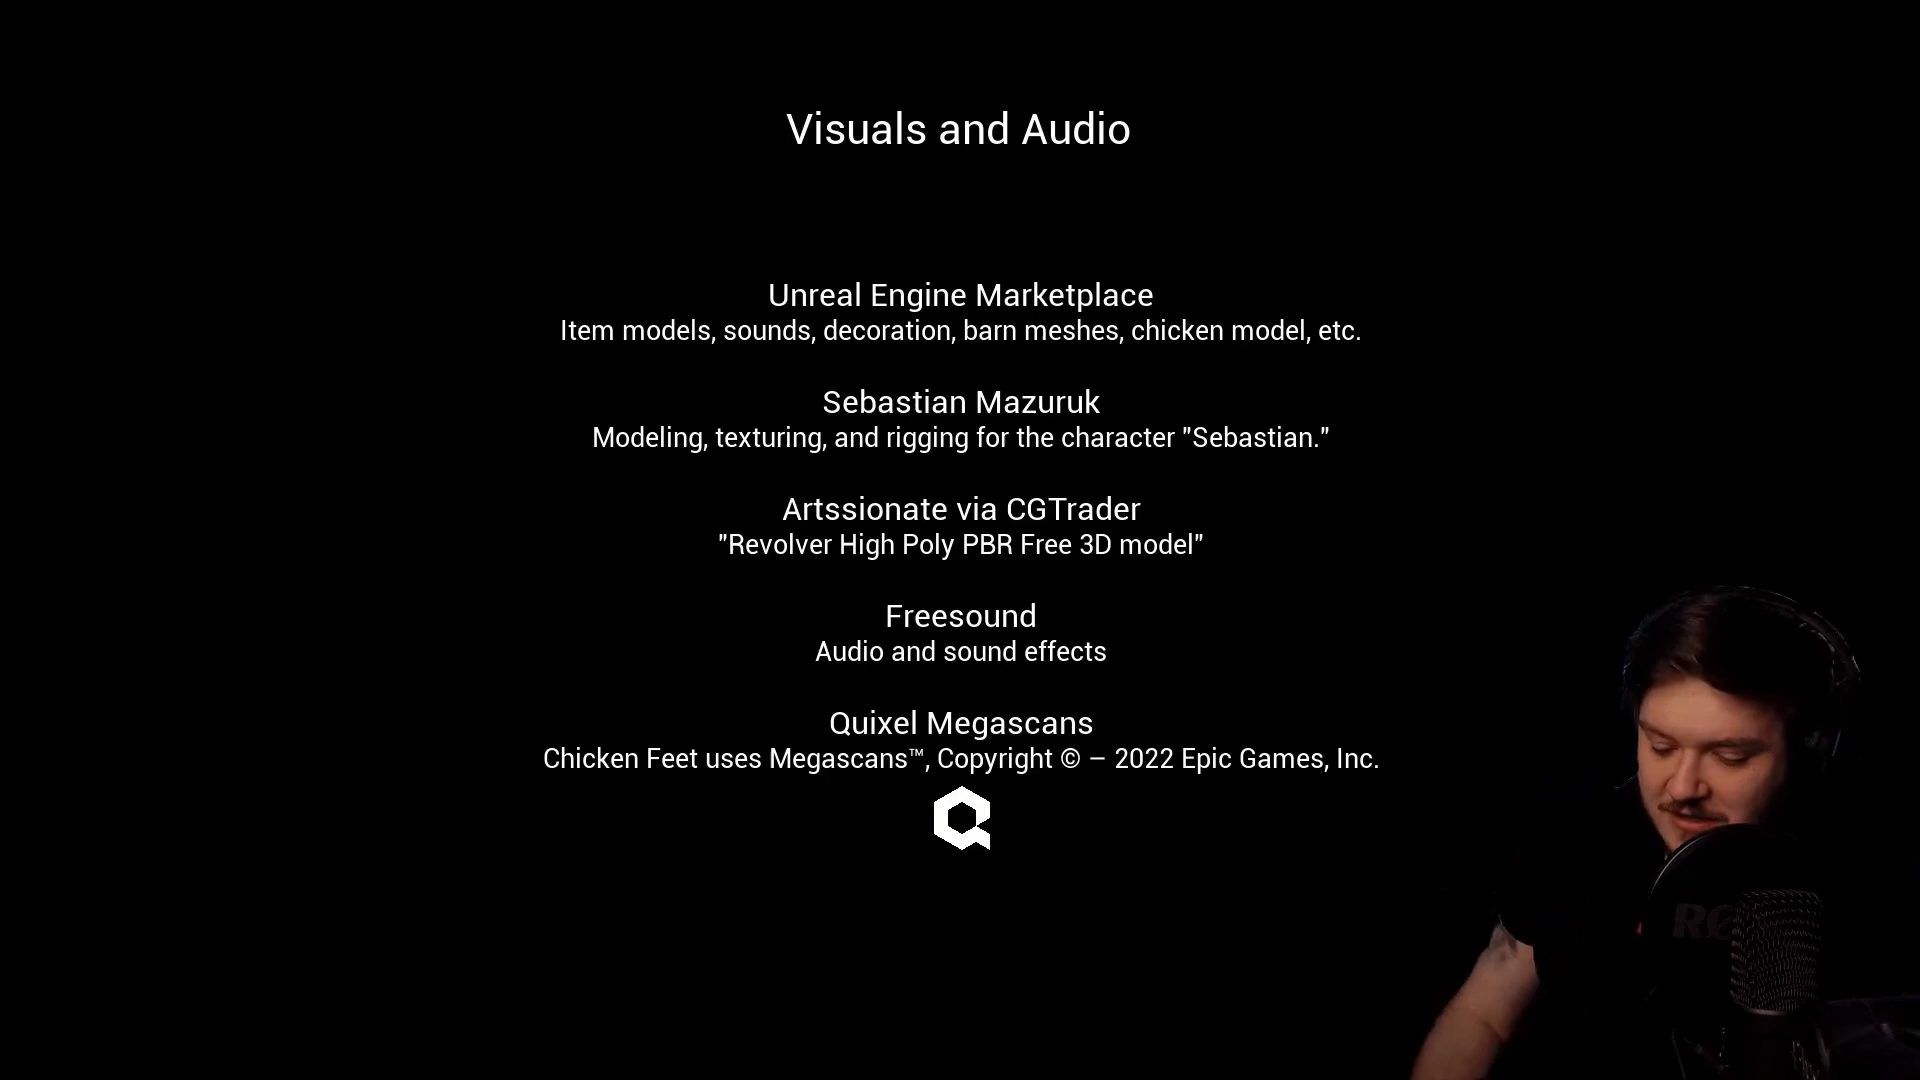 Visuals and Audio
Unreal Engine Marketplace
Item models, sounds, decoration, barn meshes, chicken model, etc.
Sebastian Mazuruk
Modeling, texturing, and rigging for the character "Sebastian."
Artssionate via CGTrader
"Revolver High Poly PBR Free 3D model"
Freesound
Audio and sound effects
Quixel Megascans
Chicken Feet uses Megascans™, Copyright © – 2022 Epic Games, Inc.